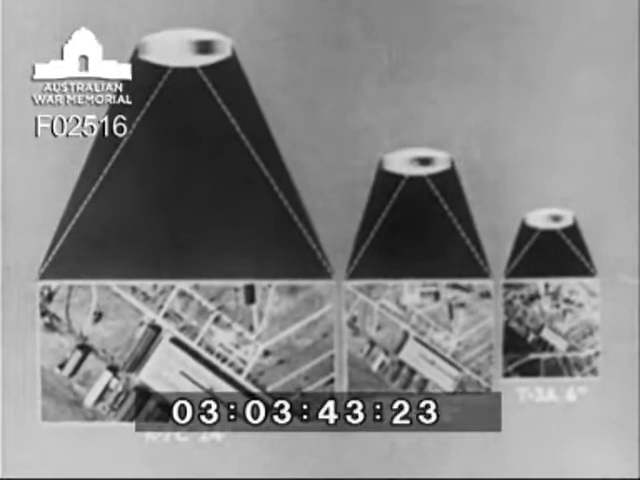 AUSTRALIAN
WAR MEMORIAL
F02516
03:03:43:23
T-3A 6"